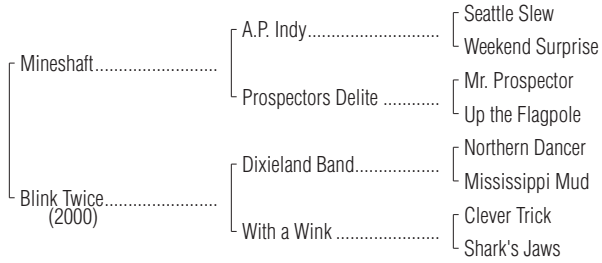 Seattle Slew
A.P. Indy..............................
Weekend Surprise
Mineshaft............................
Mr. Prospector
Prospectors Delite .............
Up the Flagpole
Northern Dancer
Dixieland Band....................
Mississippi Mud
Blink Twice..........................
(2000)
Clever Trick
With a Wink ........................
Shark's Jaws